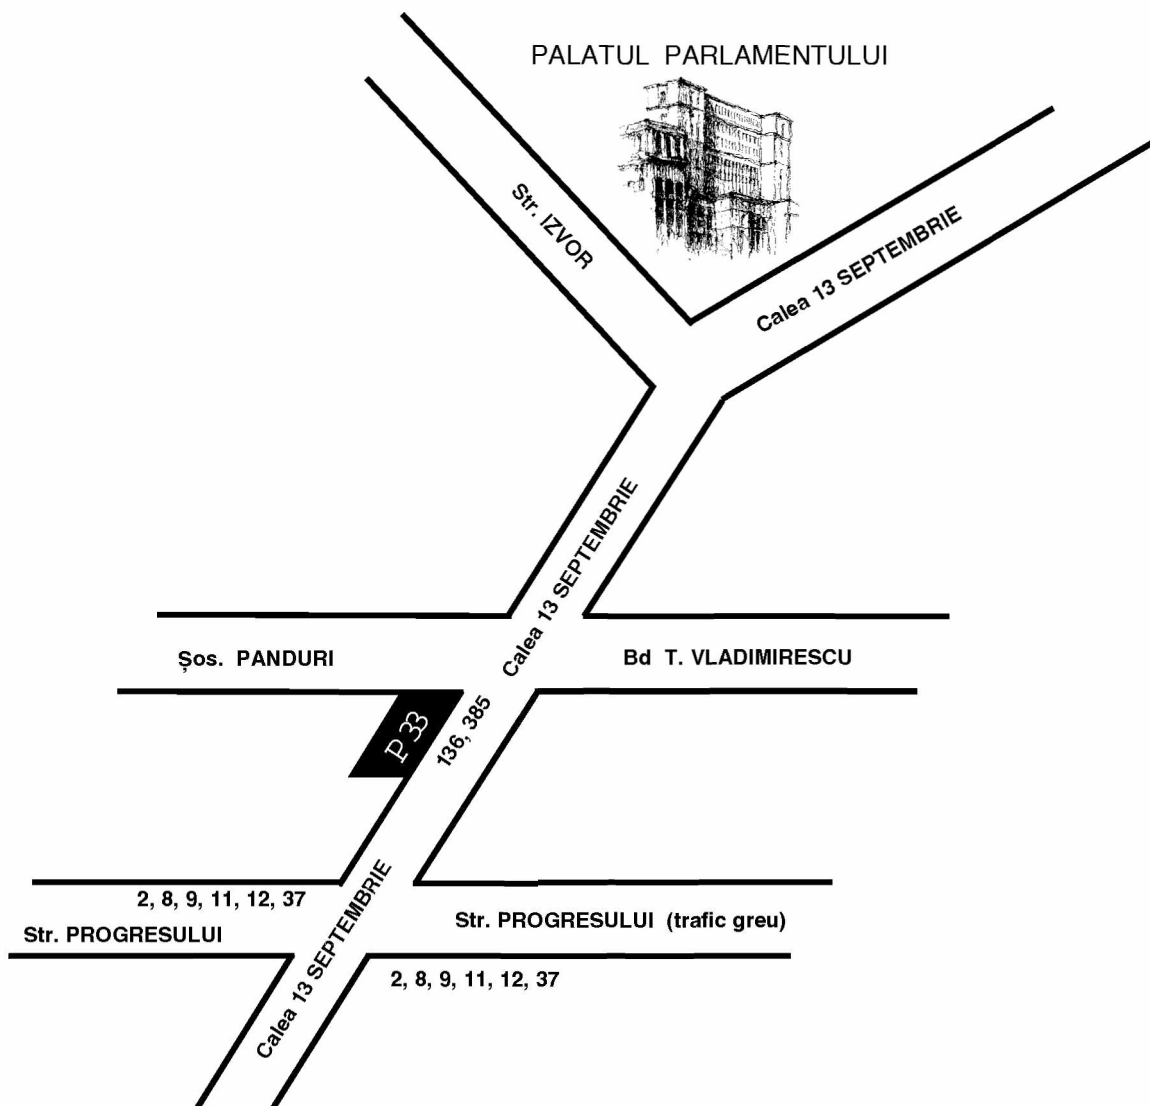 PALATUL PARLAMENTULUI
Str. IZVOR
Calea 13 SEPTEMBRIE
Calea 13 SEPTEMBRIE
Șos. PANDURI
Bd T. VLADIMIRESCU
P 33
136, 385
2, 8, 9, 11, 12, 37
Str. PROGRESULUI
Str. PROGRESULUI (trafic greu)
Calea 13 SEPTEMBRIE
2, 8, 9, 11, 12, 37